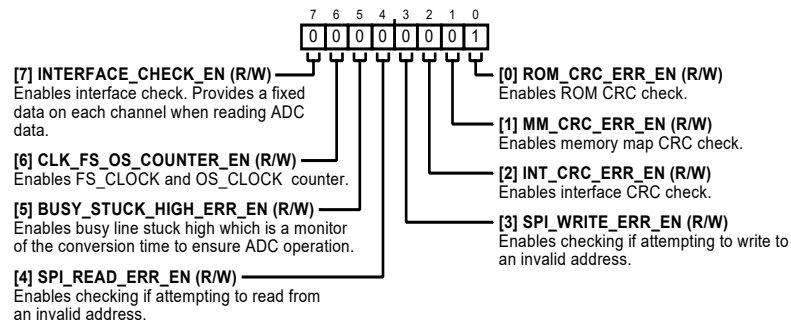 7 6 5 4 3 2 1 0
0 0 0 0 0 0 0 1
[7] INTERFACE_CHECK_EN (R/W)
Enables interface check. Provides a fixed
data on each channel when reading ADC
data.
[6] CLK_FS_OS_COUNTER_EN (R/W)
Enables FS_CLOCK and OS_CLOCK counter.
[5] BUSY_STUCK_HIGH_ERR_EN (R/W)
Enables busy line stuck high which is a monitor
of the conversion time to ensure ADC operation.
[4] SPI_READ_ERR_EN (R/W)
Enables checking if attempting to read from
an invalid address.
[0] ROM_CRC_ERR_EN (R/W)
Enables ROM CRC check.
[1] MM_CRC_ERR_EN (R/W)
Enables memory map CRC check.
[2] INT_CRC_ERR_EN (R/W)
Enables interface CRC check.
[3] SPI_WRITE_ERR_EN (R/W)
Enables checking if attempting to write to
an invalid address.